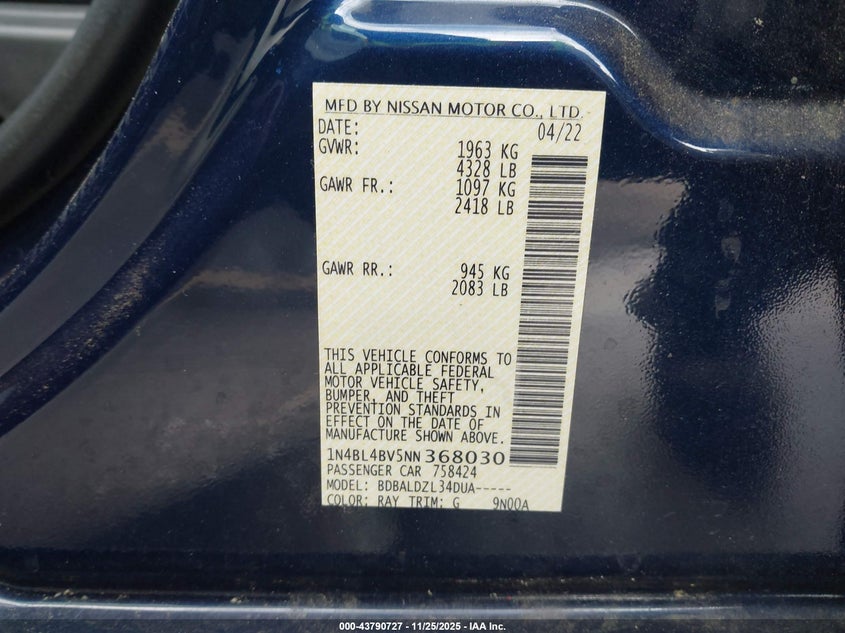 MFD BY NISSAN MOTOR CO., LTD.
DATE: 04/22
GVWR: 1963 KG
4328 LB
GAWR FR.: 1097 KG
2418 LB
GAWR RR.: 945 KG
2083 LB
THIS VEHICLE CONFORMS TO
ALL APPLICABLE FEDERAL
MOTOR VEHICLE SAFETY,
BUMPER, AND THEFT
PREVENTION STANDARDS IN
EFFECT ON THE DATE OF
MANUFACTURE SHOWN ABOVE.
1N4BL4BV5NN368030
PASSENGER CAR 758424
MODEL: BDBALDZL34DUA-----
COLOR: RAY TRIM: G 9N00A
000-43790727 - 11/25/2025 - IAA Inc.